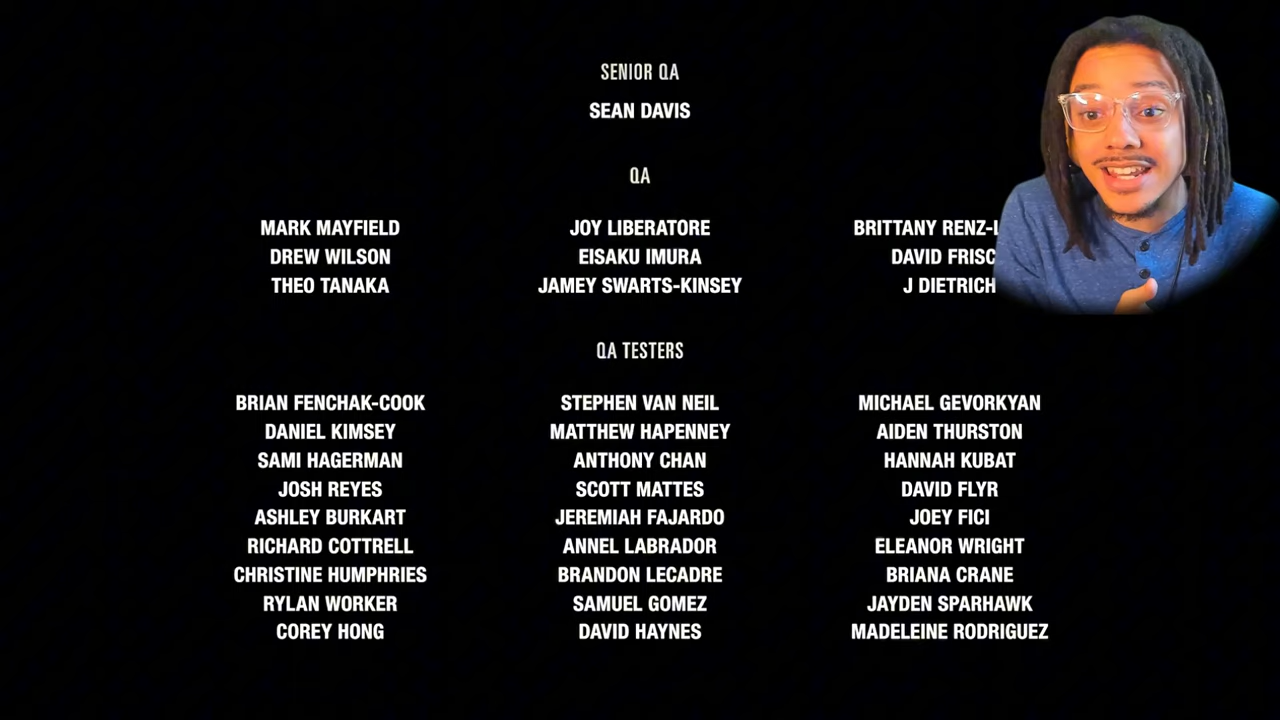 SENIOR QA
SEAN DAVIS
QA
MARK MAYFIELD JOY LIBERATORE BRITTANY
DREW WILSON EISAKU IMURA DAVID
THEO TANAKA JAMEY SWARTS-KINSEY J DIETRICH
QA TESTERS
BRIAN FENCHAK-COOK STEPHEN VAN NEIL MICHAEL GEVORKYAN
DANIEL KIMSEY MATTHEW HAPENNEY AIDEN THURSTON
SAMI HAGERMAN ANTHONY CHAN HANNAH KUBAT
JOSH REYES SCOTT MATTES DAVID FLYR
ASHLEY BURKART JEREMIAH FAJARDO JOEY FICI
RICHARD COTTRELL ANNEL LABRADOR ELEANOR WRIGHT
CHRISTINE HUMPHRIES BRANDON LECADRE BRIANA CRANE
RYLAN WORKER SAMUEL GOMEZ JAYDEN SPARHAWK
COREY HONG DAVID HAYNES MADELEINE RODRIGUEZ